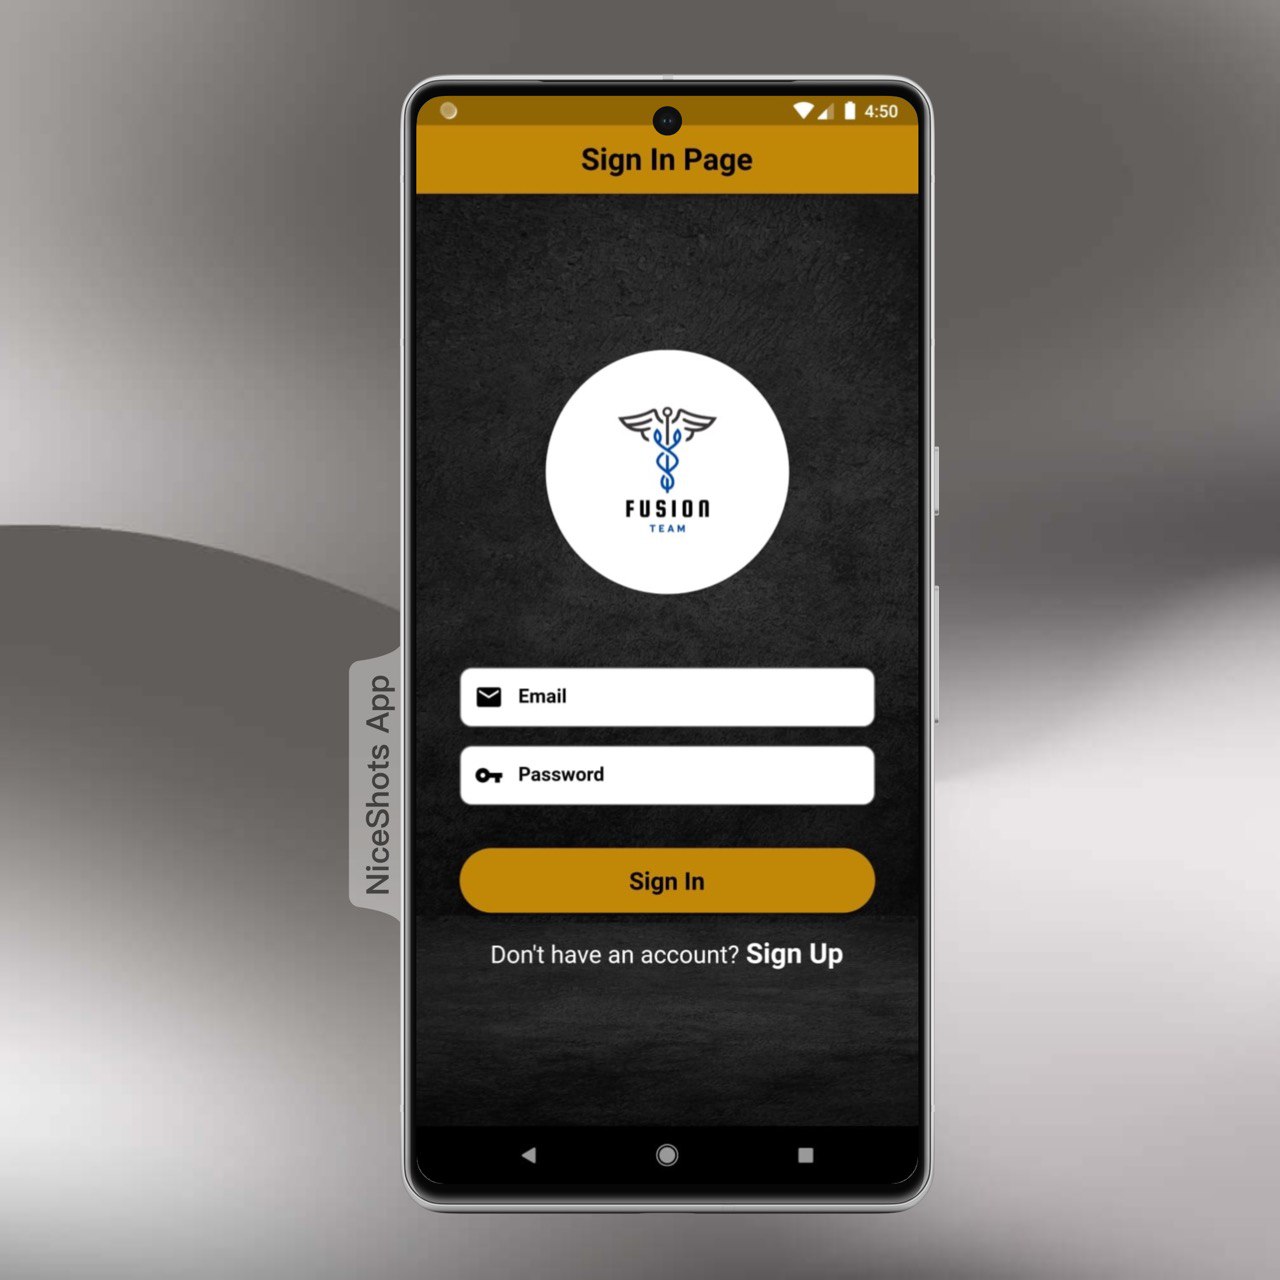 4:50
Sign In Page
FUSION
TEAM
Email
Password
Sign In
Don't have an account? Sign Up
NiceShots App